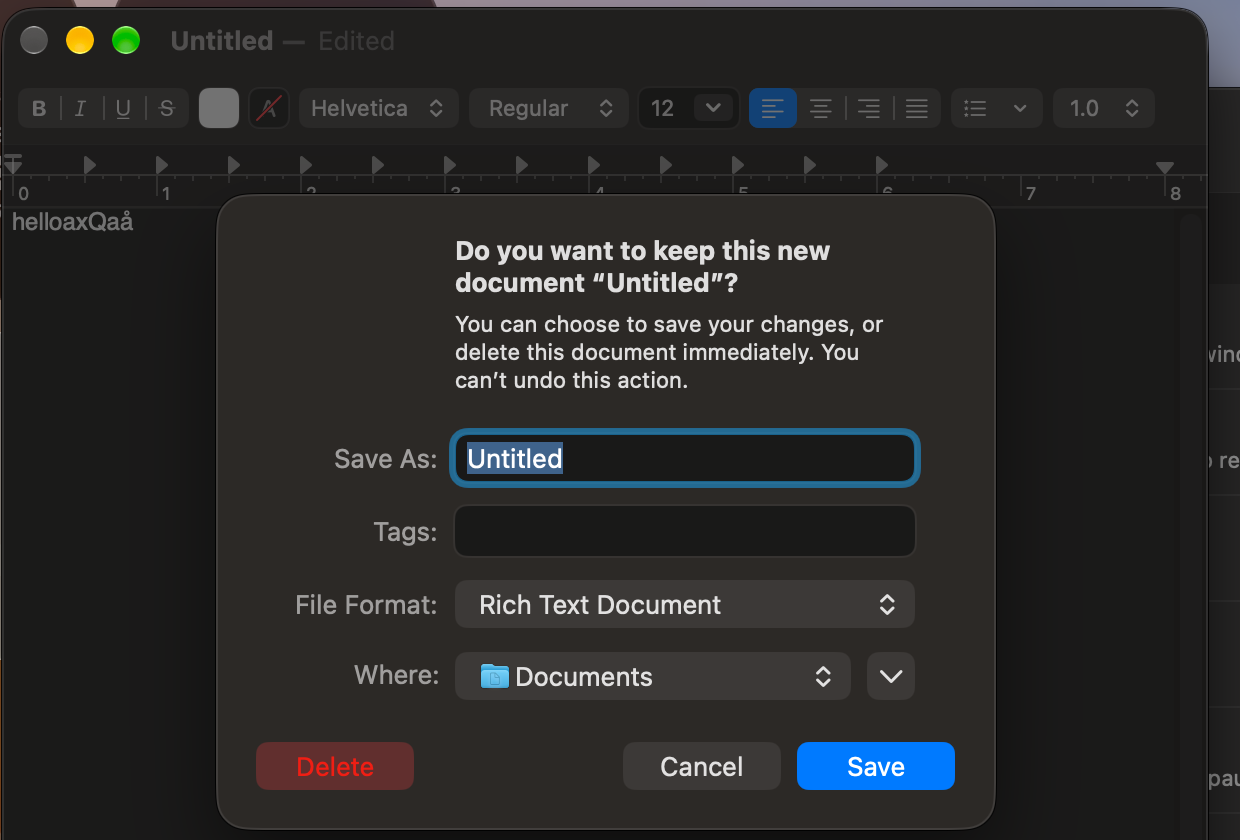 Untitled — Edited
B I U S A Helvetica Regular 12 1.0
0 1 2 3 4 5 6 7 8
helloaxQaå
Do you want to keep this new
document “Untitled”?
You can choose to save your changes, or
delete this document immediately. You
can’t undo this action.
Save As: Untitled
Tags:
File Format: Rich Text Document
Where: Documents
Delete Cancel Save